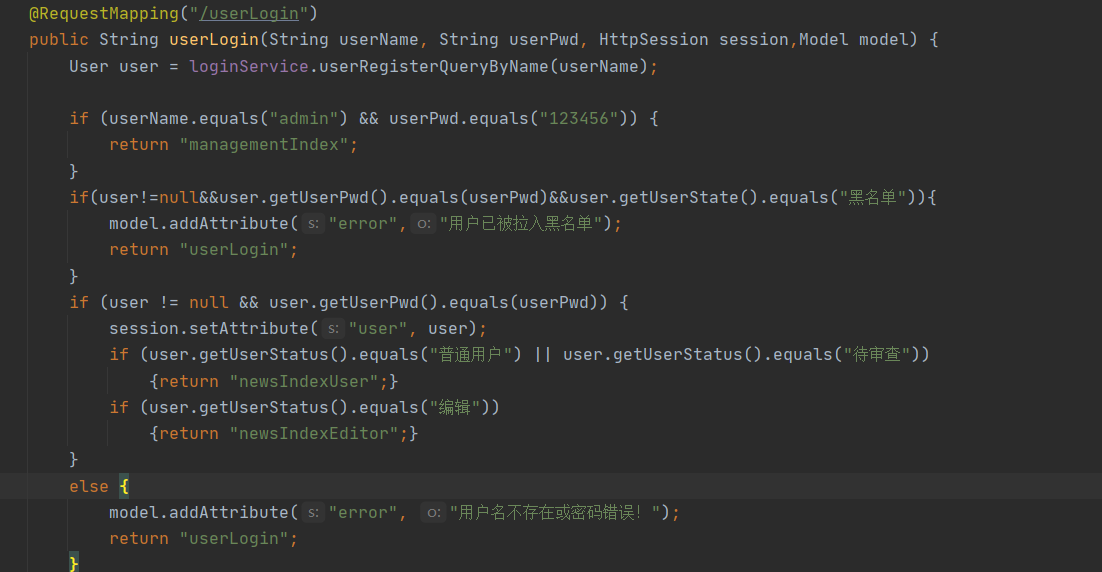 @RequestMapping("/userLogin")
public String userLogin(String userName, String userPwd, HttpSession session,Model model) {
    User user = loginService.userRegisterQueryByName(userName);

    if (userName.equals("admin") && userPwd.equals("123456")) {
        return "managementIndex";
    }
    if(user!=null&&user.getUserPwd().equals(userPwd)&&user.getUserState().equals("黑名单")){
        model.addAttribute( s: "error", o: "用户已被拉入黑名单");
        return "userLogin";
    }
    if (user != null && user.getUserPwd().equals(userPwd)) {
        session.setAttribute( s: "user", user);
        if (user.getUserStatus().equals("普通用户") || user.getUserStatus().equals("待审查"))
            {return "newsIndexUser";}
        if (user.getUserStatus().equals("编辑"))
            {return "newsIndexEditor";}
    }
    else {
        model.addAttribute( s: "error", o: "用户名不存在或密码错误！");
        return "userLogin";
    }